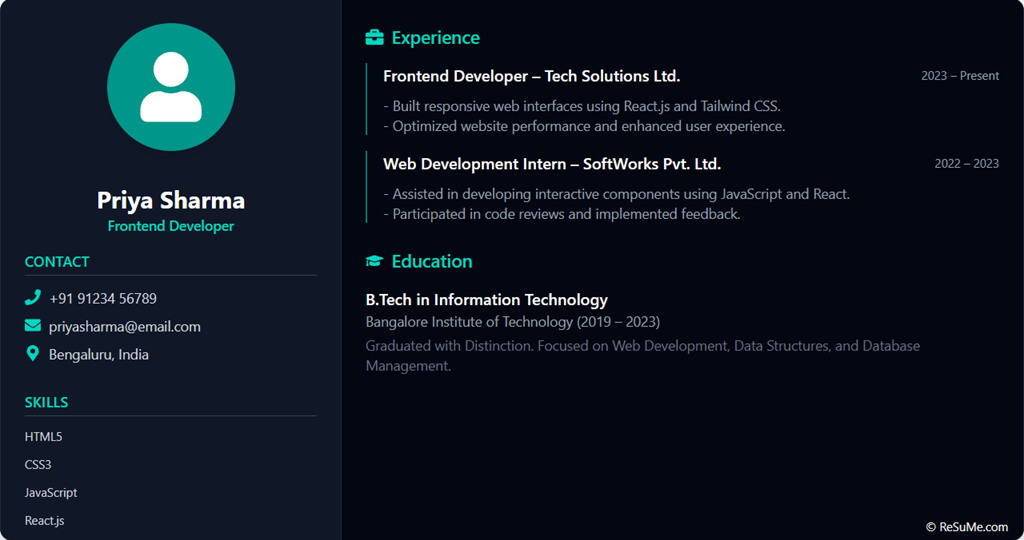 Priya Sharma
Frontend Developer
CONTACT
+91 91234 56789
priyasharma@email.com
Bengaluru, India
SKILLS
HTML5
CSS3
JavaScript
React.js
Experience
Frontend Developer – Tech Solutions Ltd. 2023 – Present
- Built responsive web interfaces using React.js and Tailwind CSS.
- Optimized website performance and enhanced user experience.
Web Development Intern – SoftWorks Pvt. Ltd. 2022 – 2023
- Assisted in developing interactive components using JavaScript and React.
- Participated in code reviews and implemented feedback.
Education
B.Tech in Information Technology
Bangalore Institute of Technology (2019 – 2023)
Graduated with Distinction. Focused on Web Development, Data Structures, and Database
Management.
© ReSuMe.com